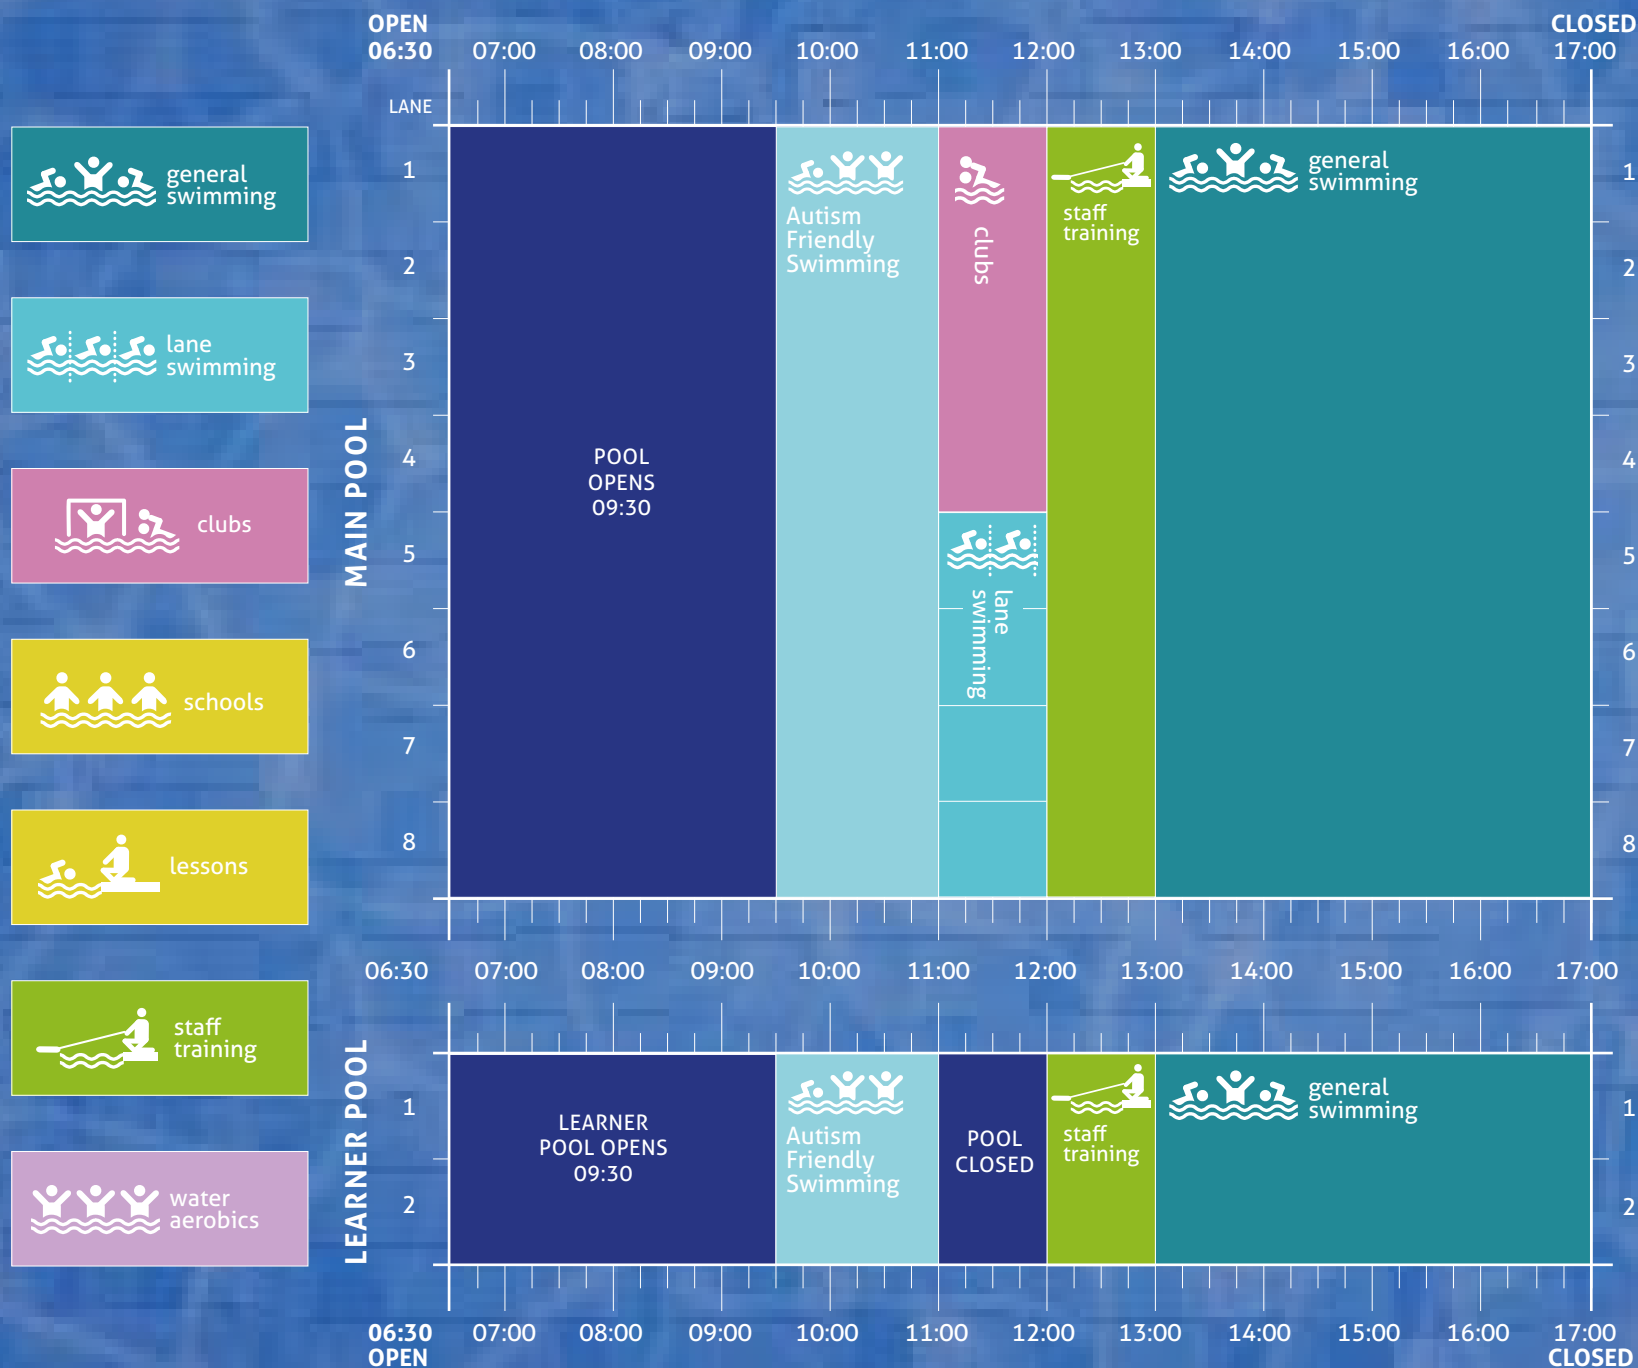 OPEN
CLOSED
06:30 07:00 08:00 09:00 10:00 11:00 12:00 13:00 14:00 15:00 16:00 17:00
LANE
general
swimming
lane
swimming
clubs
schools
lessons
staff
training
water
aerobics
MAIN POOL
1
2
3
4
5
6
7
8
POOL
OPENS
09:30
Autism
Friendly
Swimming
clubs
lane
swimming
staff
training
general
swimming
1
2
3
4
5
6
7
8
06:30 07:00 08:00 09:00 10:00 11:00 12:00 13:00 14:00 15:00 16:00 17:00
LEARNER POOL
1
2
LEARNER
POOL OPENS
09:30
Autism
Friendly
Swimming
POOL
CLOSED
staff
training
general
swimming
1
2
06:30 07:00 08:00 09:00 10:00 11:00 12:00 13:00 14:00 15:00 16:00 17:00
OPEN
CLOSED